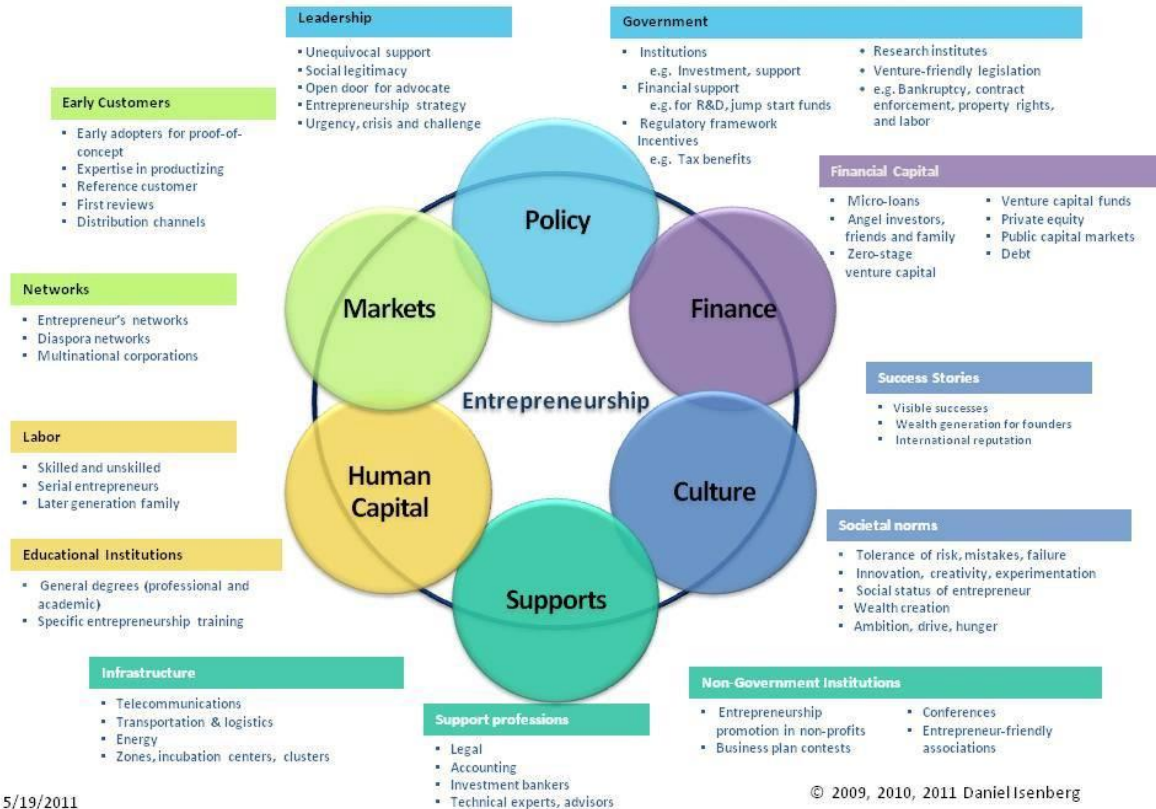 Leadership
Unequivocal support
Social legitimacy
Open door for advocate
Entrepreneurship strategy
Urgency, crisis and challenge
Government
Institutions
e.g. Investment, support
Financial support
e.g. for R&D, jump start funds
Regulatory framework
Incentives
e.g. Tax benefits
Research institutes
Venture-friendly legislation
e.g. Bankruptcy, contract
enforcement, property rights,
and labor
Early Customers
Early adopters for proof-of-
concept
Expertise in productizing
Reference customer
First reviews
Distribution channels
Financial Capital
Micro-loans
Angel investors,
friends and family
Zero-stage
venture capital
Venture capital funds
Private equity
Public capital markets
Debt
Networks
Entrepreneur's networks
Diaspora networks
Multinational corporations
Policy
Markets
Finance
Entrepreneurship
Human
Capital
Culture
Supports
Success Stories
Visible successes
Wealth generation for founders
International reputation
Labor
Skilled and unskilled
Serial entrepreneurs
Later generation family
Societal norms
Tolerance of risk, mistakes, failure
Innovation, creativity, experimentation
Social status of entrepreneur
Wealth creation
Ambition, drive, hunger
Educational Institutions
General degrees (professional and
academic)
Specific entrepreneurship training
Infrastructure
Telecommunications
Transportation & logistics
Energy
Zones, incubation centers, clusters
Support professions
Legal
Accounting
Investment bankers
Technical experts, advisors
Non-Government Institutions
Entrepreneurship
promotion in non-profits
Business plan contests
Conferences
Entrepreneur-friendly
associations
5/19/2011
© 2009, 2010, 2011 Daniel Isenberg